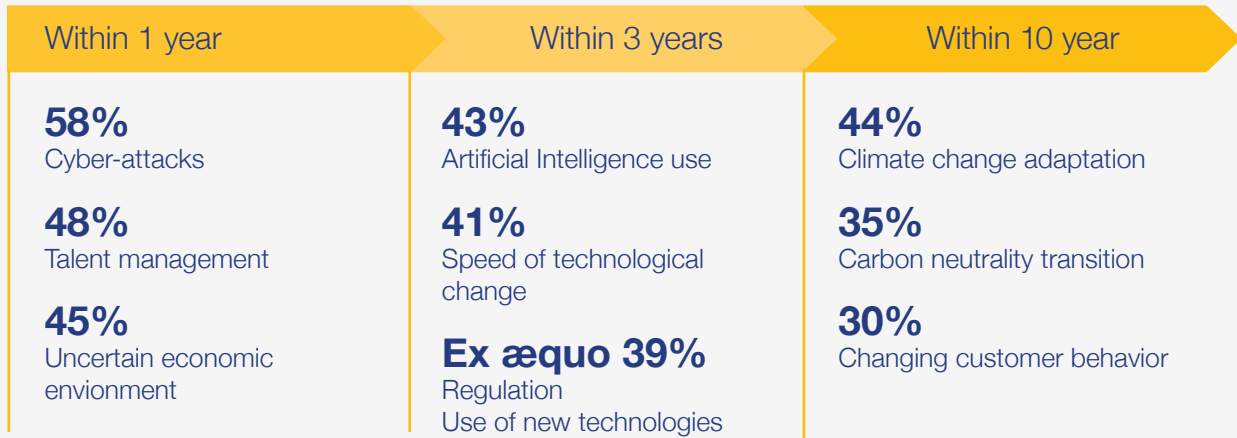 Within 1 year
Within 3 years
Within 10 year
58%
Cyber-attacks
48%
Talent management
45%
Uncertain economic
envionment
43%
Artificial Intelligence use
41%
Speed of technological
change
Ex æquo 39%
Regulation
Use of new technologies
44%
Climate change adaptation
35%
Carbon neutrality transition
30%
Changing customer behavior